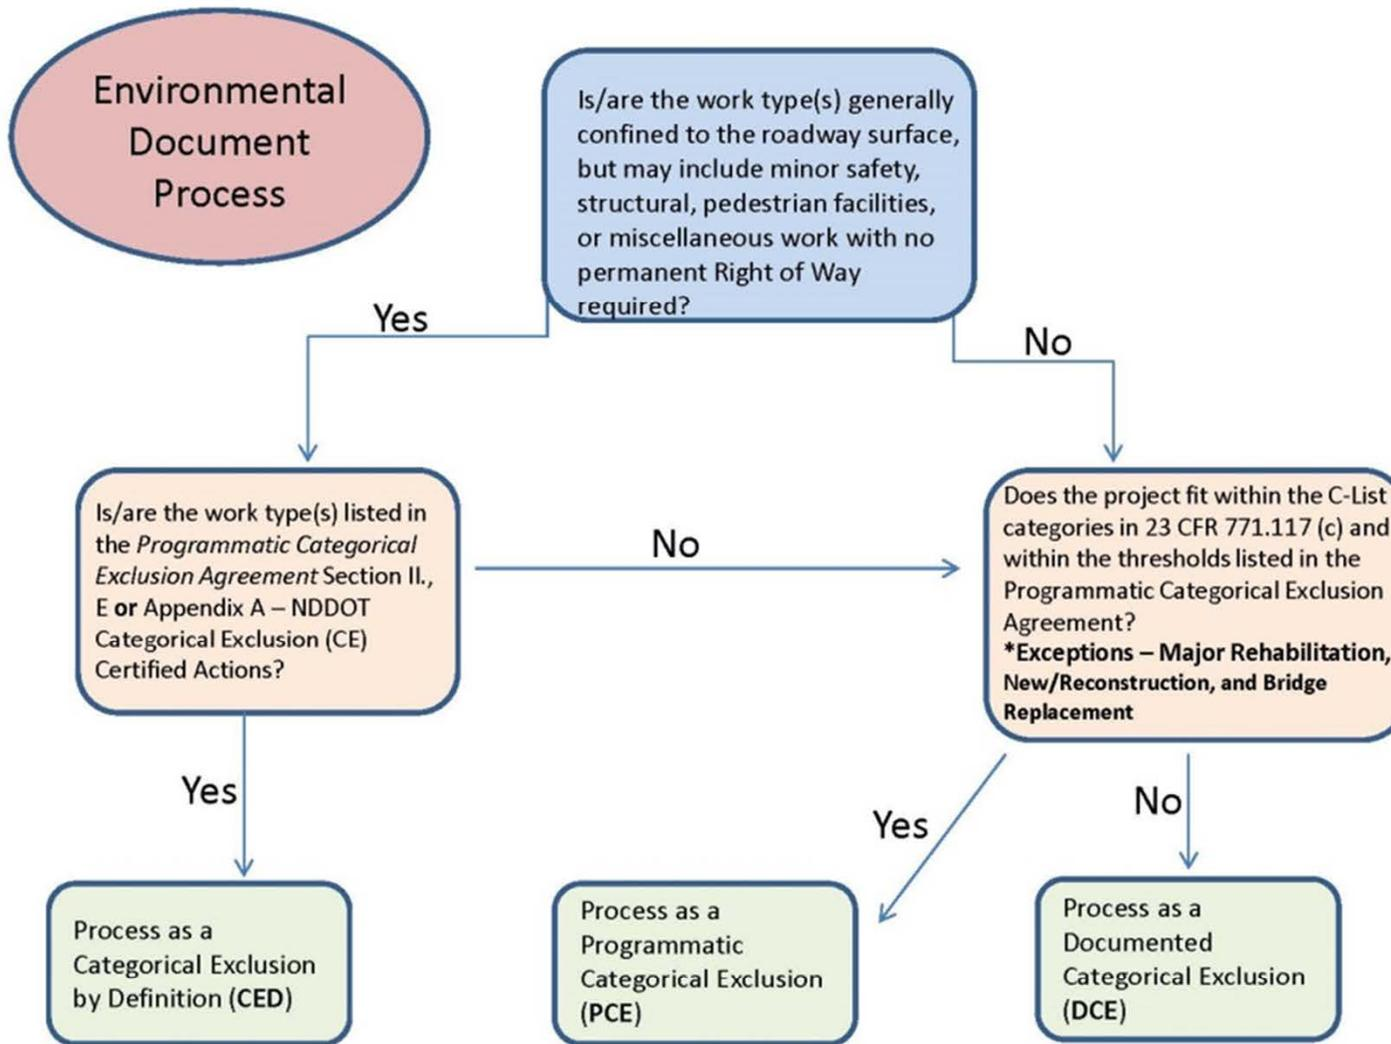 Environmental
Document
Process
Is/are the work type(s) generally
confined to the roadway surface,
but may include minor safety,
structural, pedestrian facilities,
or miscellaneous work with no
permanent Right of Way
required?
Yes
No
Is/are the work type(s) listed in
the Programmatic Categorical
Exclusion Agreement Section II.,
E or Appendix A – NDDOT
Categorical Exclusion (CE)
Certified Actions?
No
Does the project fit within the C-List
categories in 23 CFR 771.117 (c) and
within the thresholds listed in the
Programmatic Categorical Exclusion
Agreement?
*Exceptions – Major Rehabilitation,
New/Reconstruction, and Bridge
Replacement
Yes
Yes
No
Process as a
Categorical Exclusion
by Definition (CED)
Process as a
Programmatic
Categorical Exclusion
(PCE)
Process as a
Documented
Categorical Exclusion
(DCE)